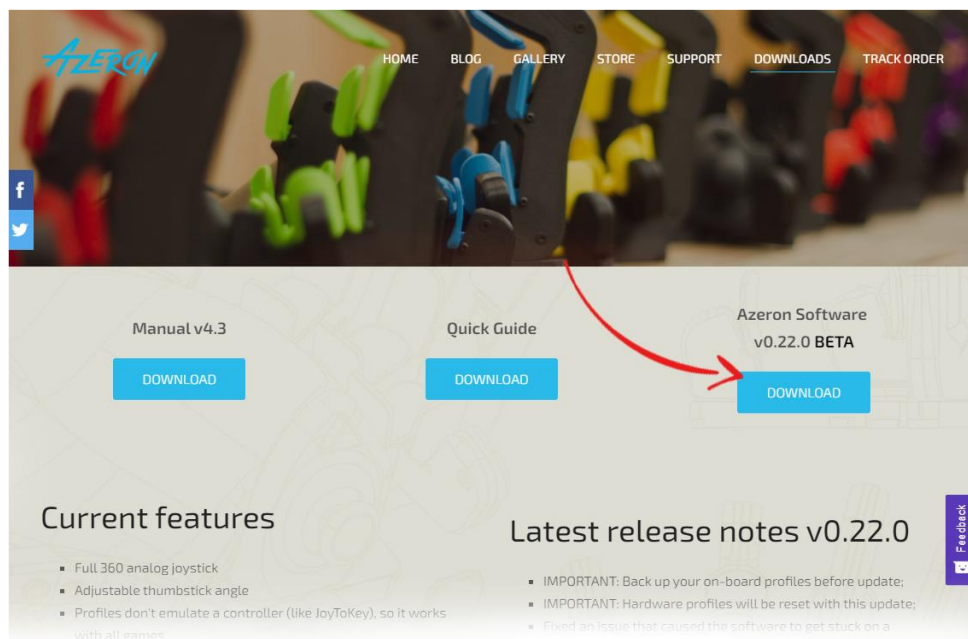 AZERON
HOME BLOG GALLERY STORE SUPPORT DOWNLOADS TRACK ORDER
f
Manual v4.3
DOWNLOAD
Quick Guide
DOWNLOAD
Azeron Software
v0.22.0 BETA
DOWNLOAD
Current features
Full 360 analog joystick
Adjustable thumbstick angle
Profiles don't emulate a controller (like JoyToKey), so it works
with all games
Latest release notes v0.22.0
IMPORTANT: Back up your on-board profiles before update;
IMPORTANT: Hardware profiles will be reset with this update;
Fixed an issue that caused the software to get stuck on a
Feedback